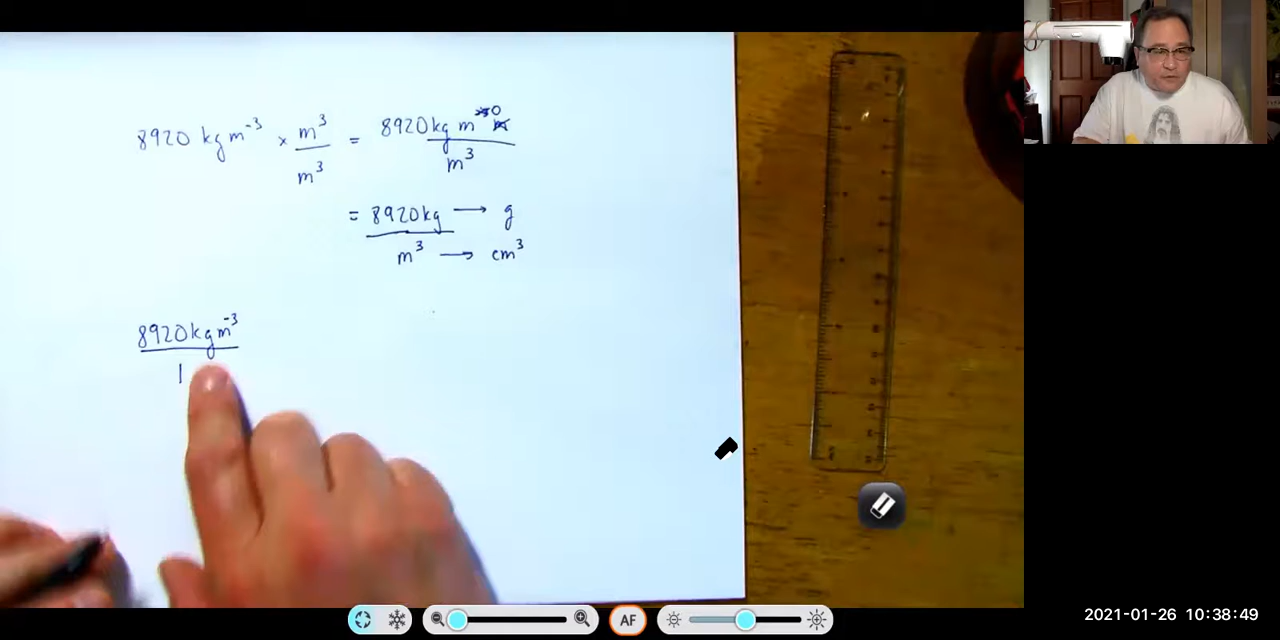 8920 kg m⁻³ × m³/m³ = 8920 kg m⁰/m³
= 8920 kg → g
m³ → cm³
8920 kg m⁻³
1
AF
2021-01-26 10:38:49